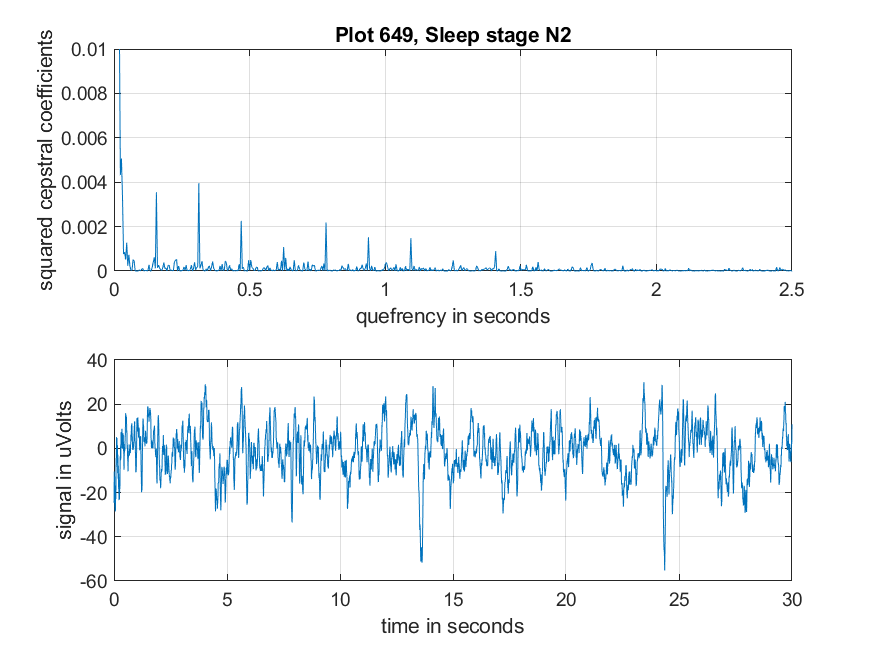 Plot 649, Sleep stage N2
squared cepstral coefficients
0.01
0.008
0.006
0.004
0.002
0
0 0.5 1 1.5 2 2.5
quefrency in seconds
signal in uVolts
40
20
0
-20
-40
-60
0 5 10 15 20 25 30
time in seconds